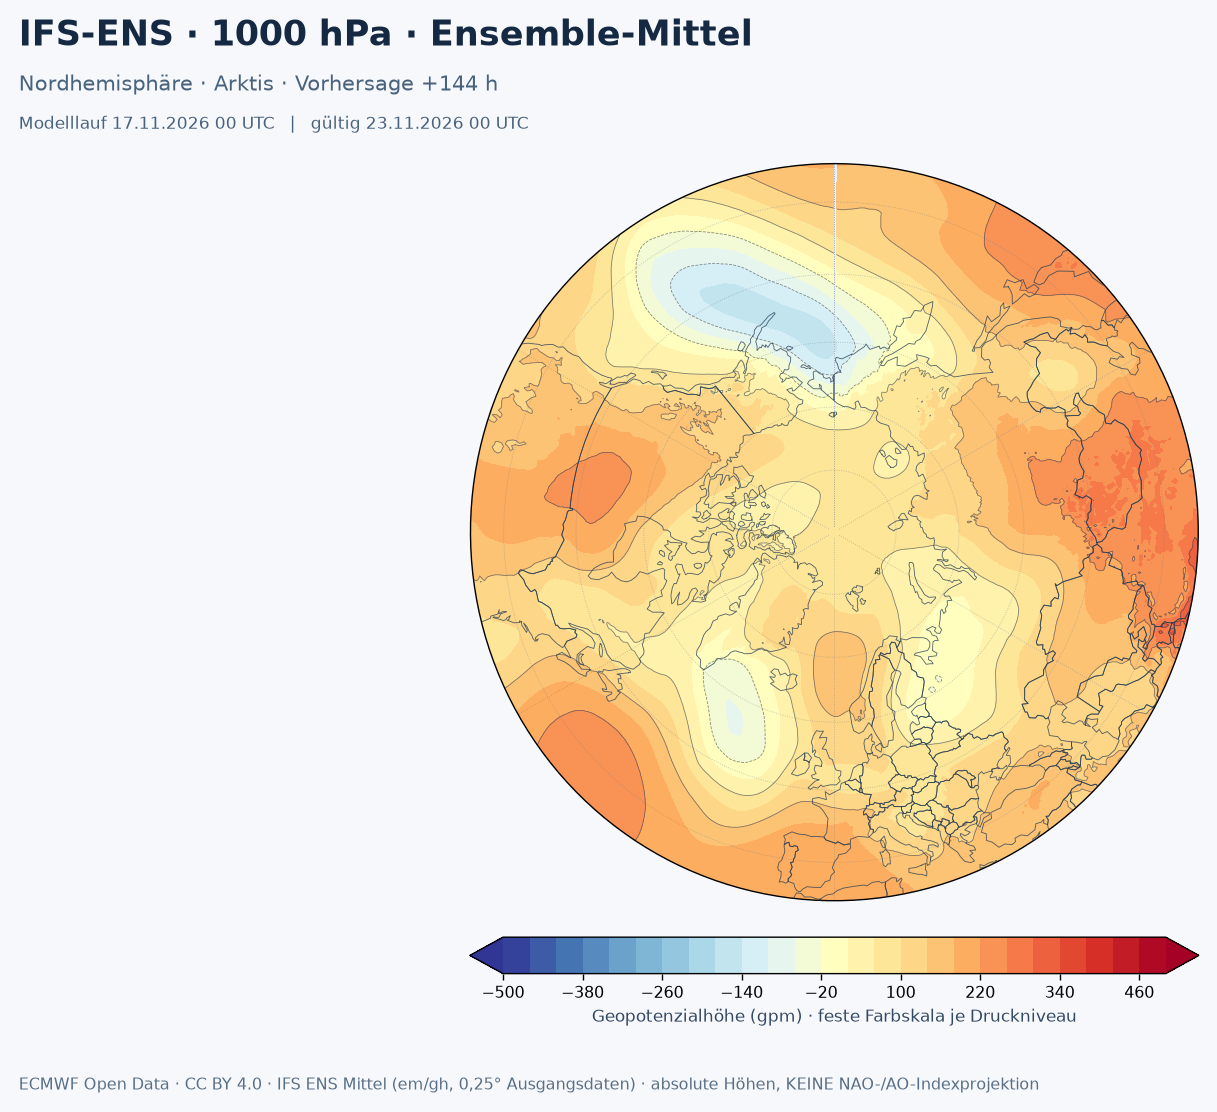 IFS-ENS · 1000 hPa · Ensemble-Mittel
Nordhemisphäre · Arktis · Vorhersage +144 h
Modelllauf 17.11.2026 00 UTC   |   gültig 23.11.2026 00 UTC
−500 −380 −260 −140 −20 100 220 340 460
Geopotenzialhöhe (gpm) · feste Farbskala je Druckniveau
ECMWF Open Data · CC BY 4.0 · IFS ENS Mittel (em/gh, 0,25° Ausgangsdaten) · absolute Höhen, KEINE NAO-/AO-Indexprojektion